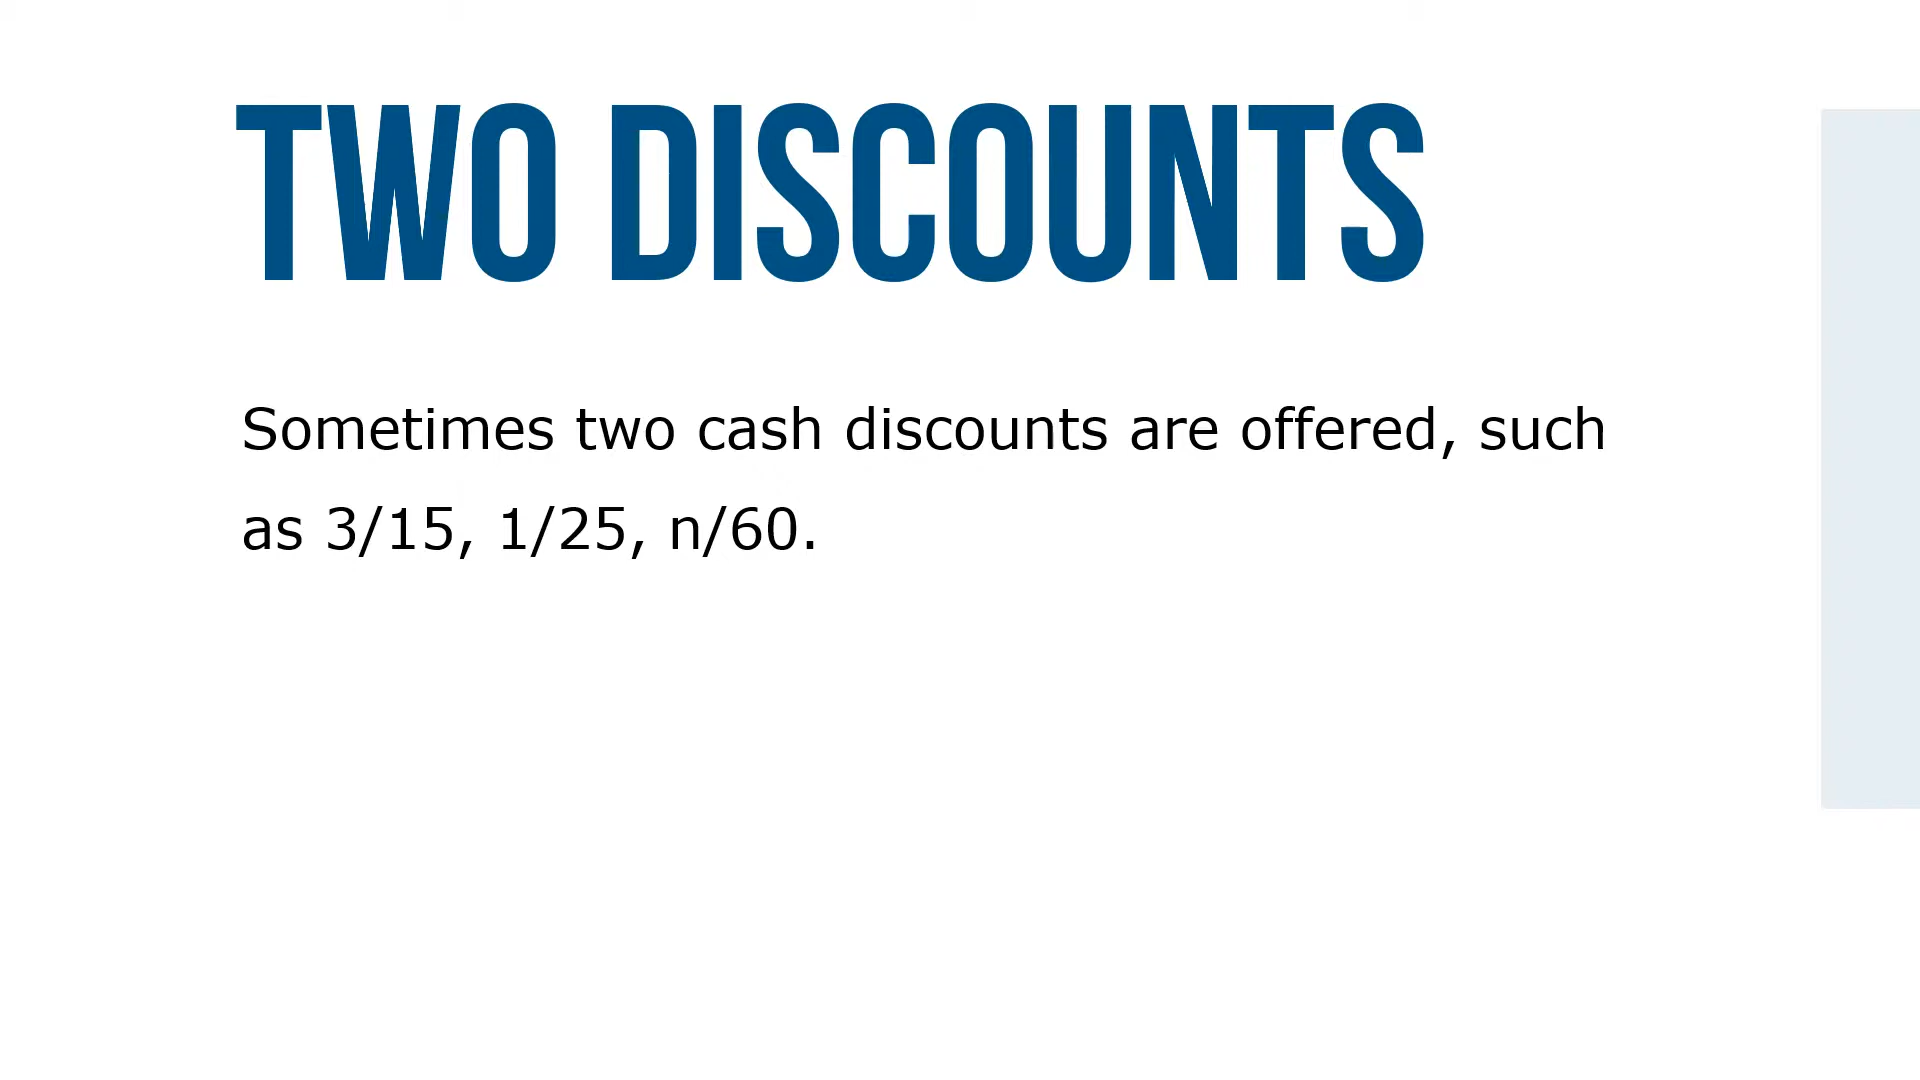 TWO DISCOUNTS
Sometimes two cash discounts are offered, such
as 3/15, 1/25, n/60.